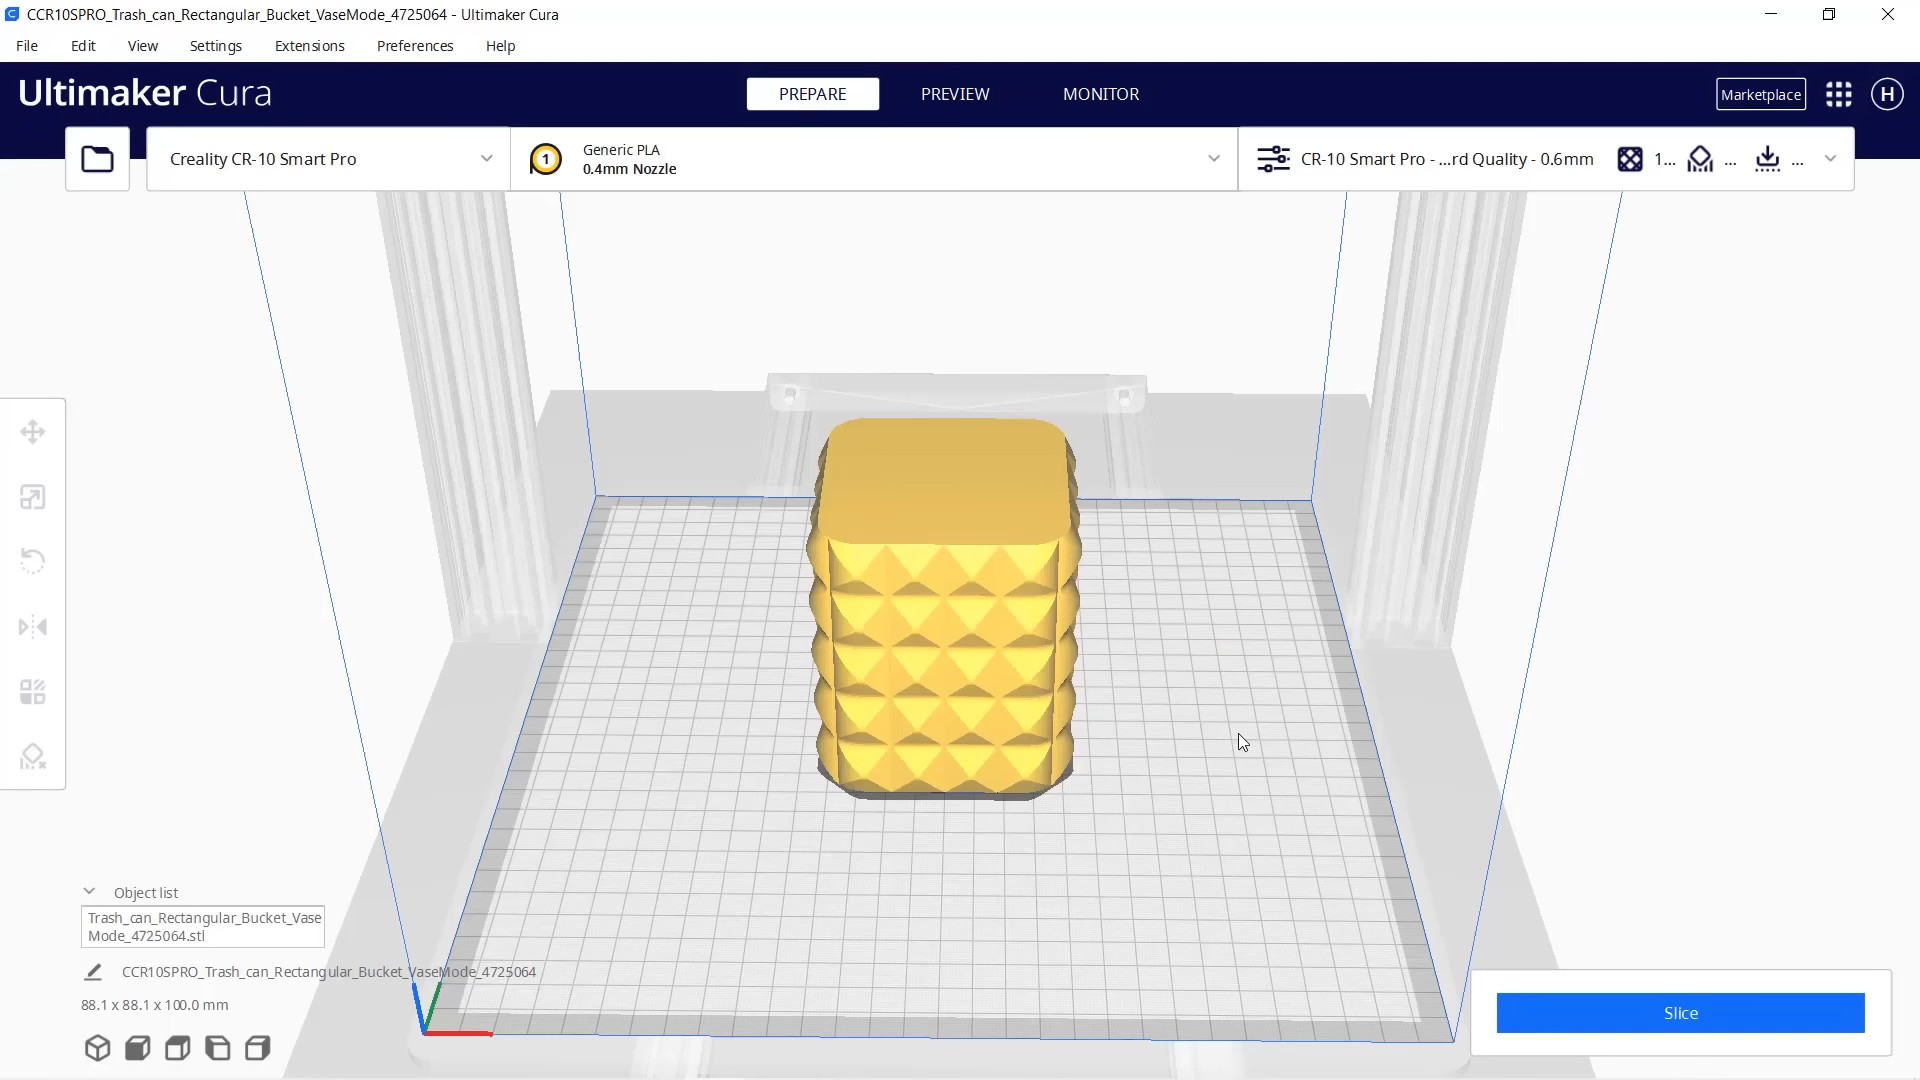 CCR10SPRO_Trash_can_Rectangular_Bucket_VaseMode_4725064 - Ultimaker Cura
File Edit View Settings Extensions Preferences Help
Ultimaker Cura
PREPARE PREVIEW MONITOR
Marketplace
H
Creality CR-10 Smart Pro
1
Generic PLA
0.4mm Nozzle
CR-10 Smart Pro - ...rd Quality - 0.6mm
1...
...
...
Object list
Trash_can_Rectangular_Bucket_Vase
Mode_4725064.stl
CCR10SPRO_Trash_can_Rectangular_Bucket_VaseMode_4725064
88.1 x 88.1 x 100.0 mm
Slice